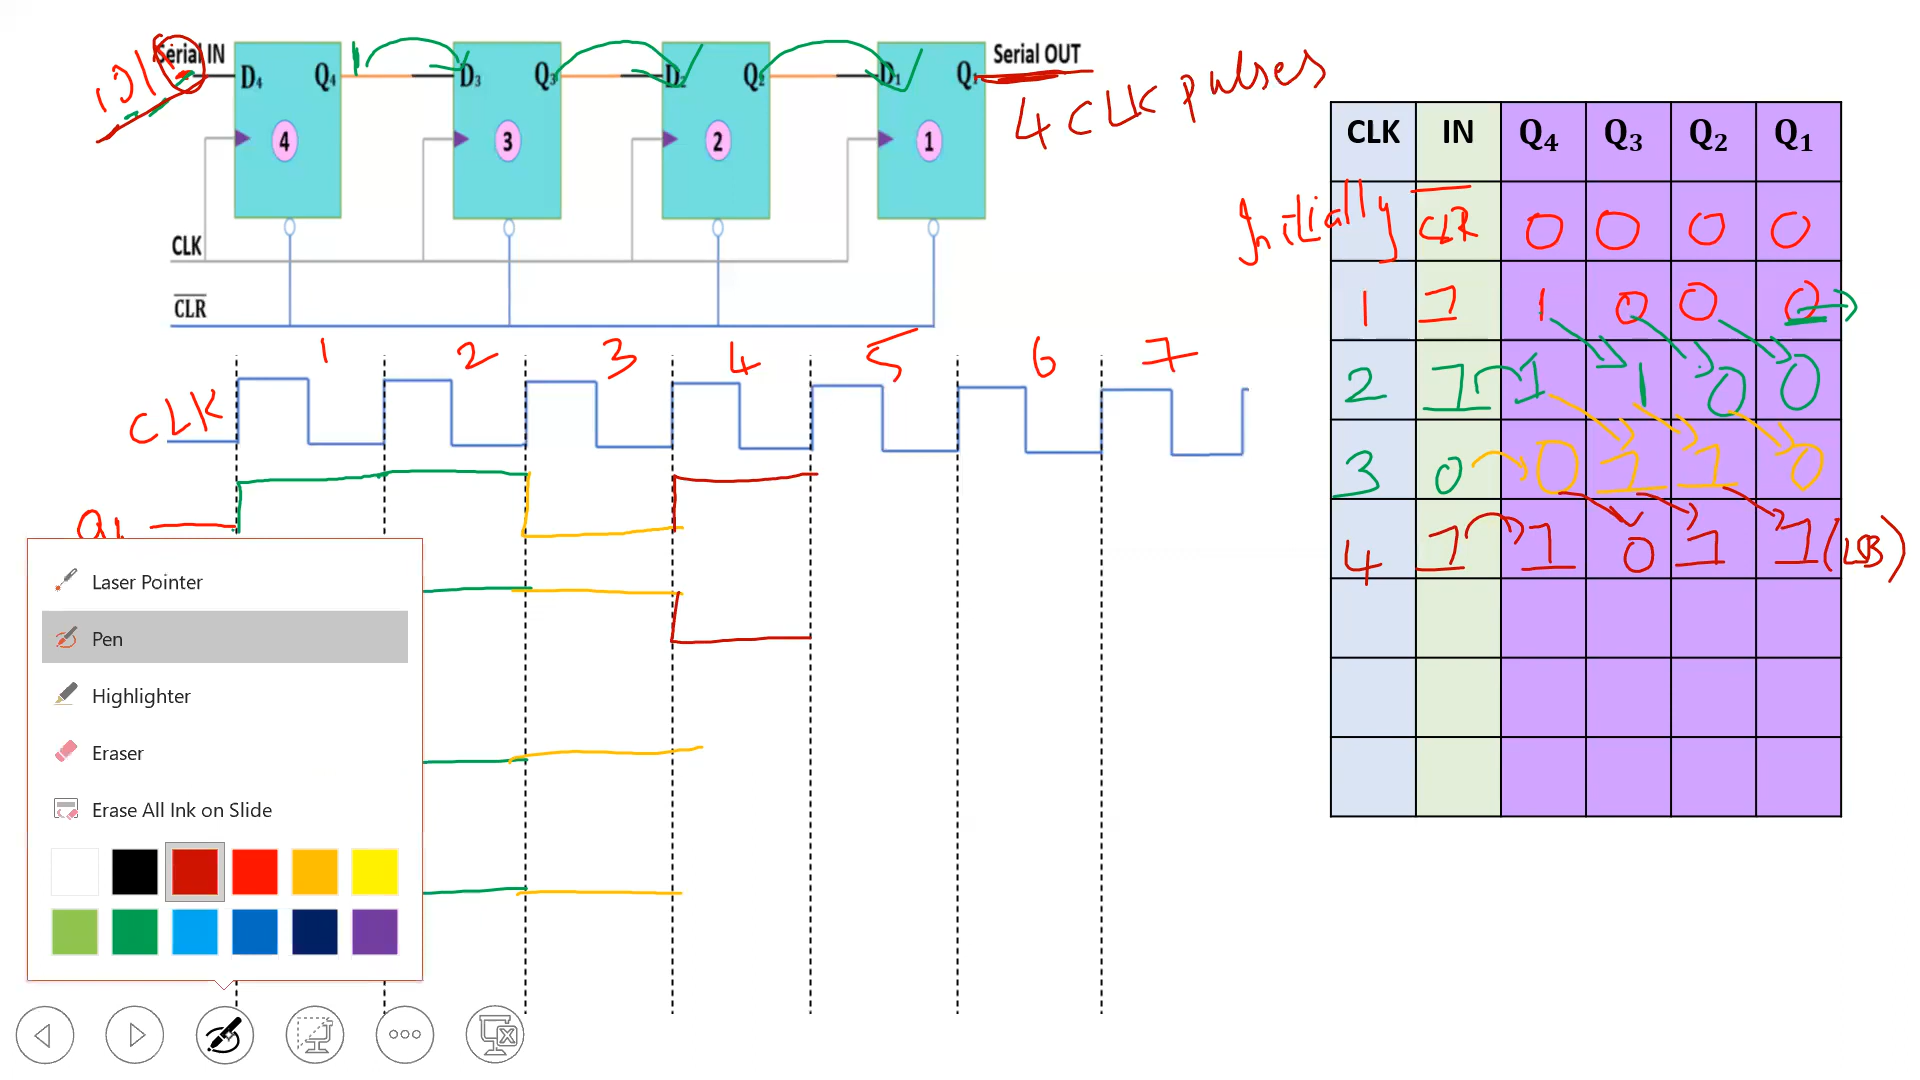 Serial IN
Serial OUT
1011
D₄ Q₄ D₃ Q₃ D₂ Q₂ D₁ Q₁
4 CLK pulses
4 3 2 1
CLK
CLR
CLK IN Q₄ Q₃ Q₂ Q₁
Initially CLR 0 0 0 0
1 1 1 0 0 0
2 1 1 1 0 0
3 0 0 1 1 0
4 1 1 0 1 1 (LSB)
1 2 3 4 5 6 7
CLK
Laser Pointer
Pen
Highlighter
Eraser
Erase All Ink on Slide